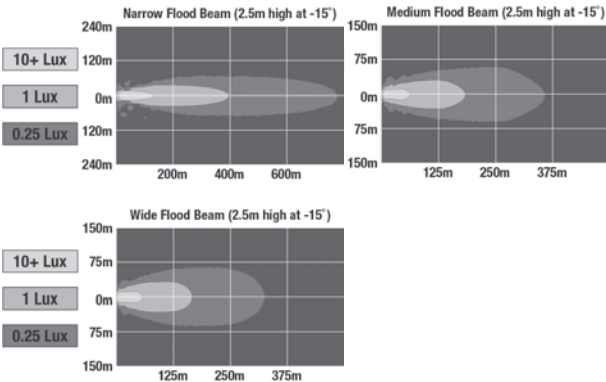 Narrow Flood Beam (2.5m high at -15°)
240m
120m
0m
120m
240m
200m 400m 600m
10+ Lux
1 Lux
0.25 Lux
Medium Flood Beam (2.5m high at -15°)
150m
75m
0m
75m
150m
125m 250m 375m
Wide Flood Beam (2.5m high at -15°)
150m
75m
0m
75m
150m
125m 250m 375m
10+ Lux
1 Lux
0.25 Lux